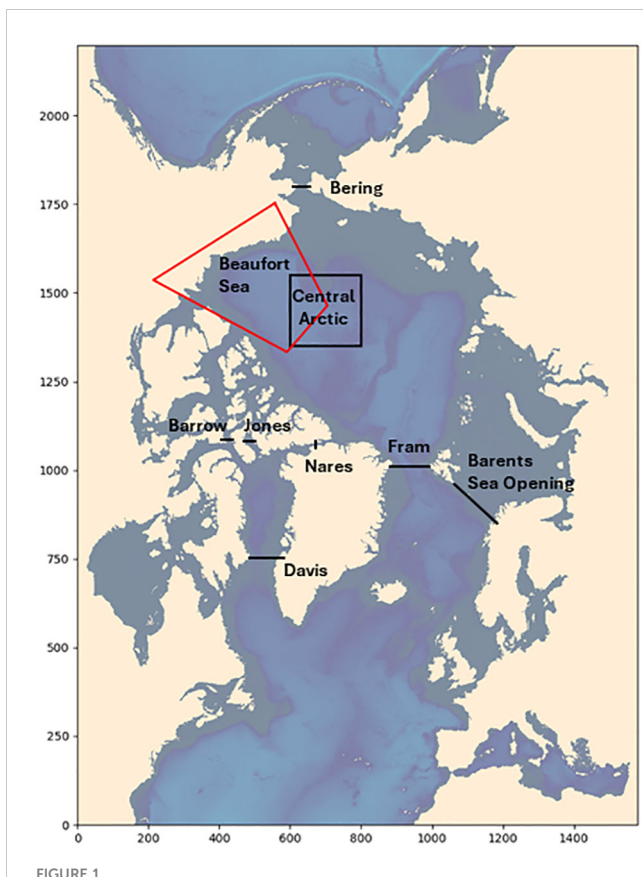 2000
1750
1500
1250
1000
750
500
250
0
Bering
Beaufort
Sea
Central
Arctic
Barrow Jones
Nares
Fram
Barents
Sea Opening
Davis
0 200 400 600 800 1000 1200 1400
FIGURE 1